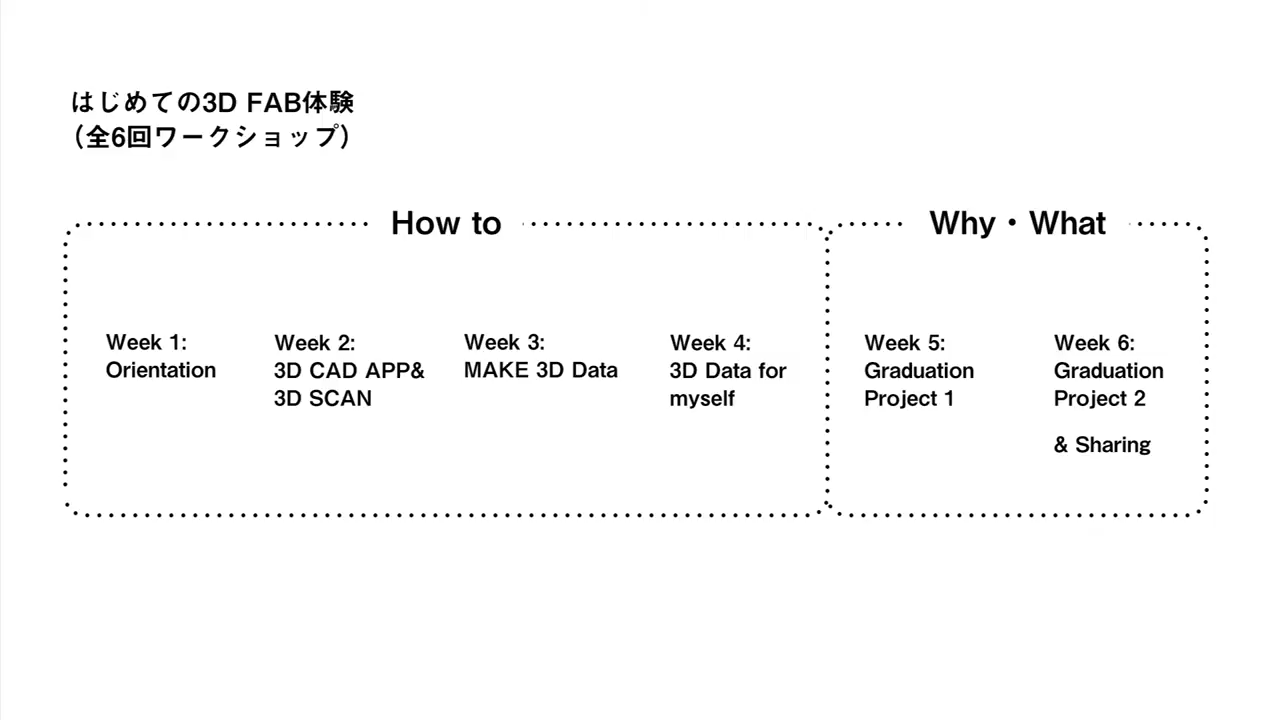 はじめての3D FAB体験
（全6回ワークショップ）
How to
Week 1:
Orientation
Week 2:
3D CAD APP&
3D SCAN
Week 3:
MAKE 3D Data
Week 4:
3D Data for
myself
Why・What
Week 5:
Graduation
Project 1
Week 6:
Graduation
Project 2
& Sharing